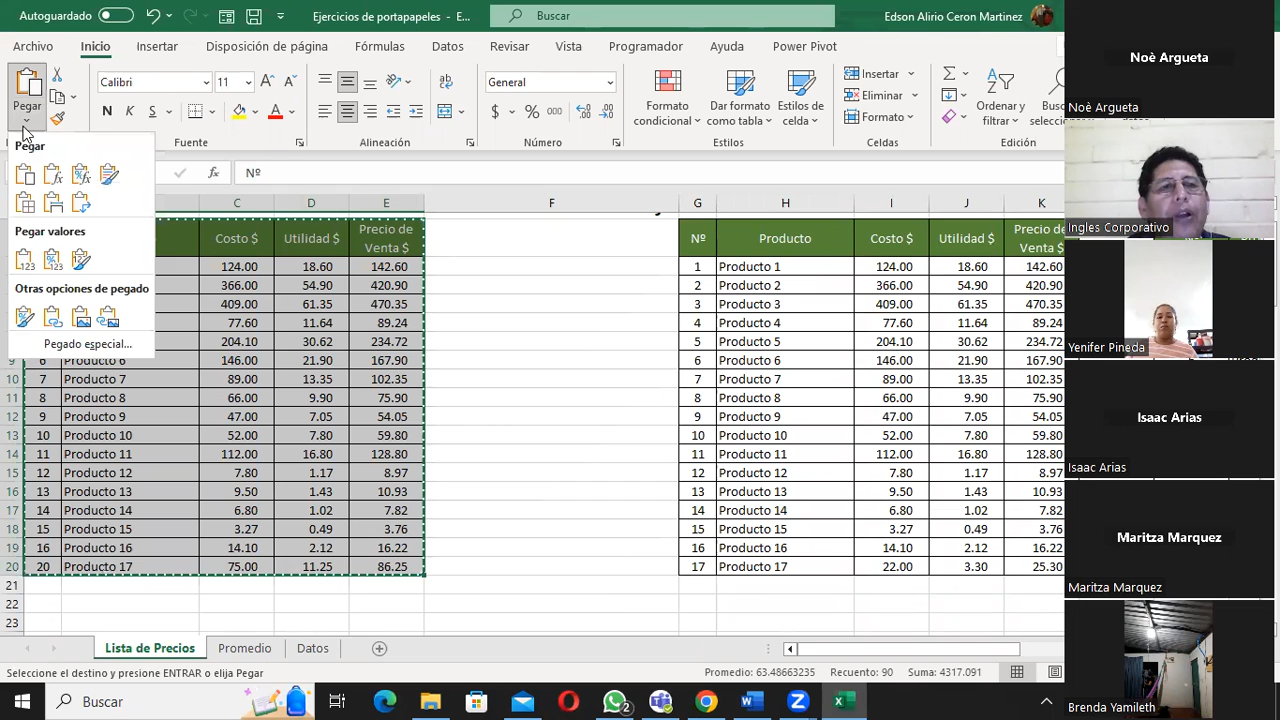 Autoguardado
Ejercicios de portapapeles - E...
Buscar
Edson Alirio Ceron Martinez
Archivo Inicio Insertar Disposición de página Fórmulas Datos Revisar Vista Programador Ayuda Power Pivot
Pegar
Calibri 11
N K S
General
$ % 000
Formato condicional
Dar formato como tabla
Estilos de celda
Insertar
Eliminar
Formato
Ordenar y filtrar
Fuente Alineación Número Estilos Celdas Edición
Nº
Pegar
Pegar valores
Otras opciones de pegado
Pegado especial...
C D E F G H I J K
Costo $ Utilidad $ Precio de Venta $ Nº Producto Costo $ Utilidad $ Precio de Venta $
124.00 18.60 142.60 1 Producto 1 124.00 18.60 142.60
366.00 54.90 420.90 2 Producto 2 366.00 54.90 420.90
409.00 61.35 470.35 3 Producto 3 409.00 61.35 470.35
77.60 11.64 89.24 4 Producto 4 77.60 11.64 89.24
204.10 30.62 234.72 5 Producto 5 204.10 30.62 234.72
9 6 Producto 6 146.00 21.90 167.90 6 Producto 6 146.00 21.90 167.90
10 7 Producto 7 89.00 13.35 102.35 7 Producto 7 89.00 13.35 102.35
11 8 Producto 8 66.00 9.90 75.90 8 Producto 8 66.00 9.90 75.90
12 9 Producto 9 47.00 7.05 54.05 9 Producto 9 47.00 7.05 54.05
13 10 Producto 10 52.00 7.80 59.80 10 Producto 10 52.00 7.80 59.80
14 11 Producto 11 112.00 16.80 128.80 11 Producto 11 112.00 16.80 128.80
15 12 Producto 12 7.80 1.17 8.97 12 Producto 12 7.80 1.17 8.97
16 13 Producto 13 9.50 1.43 10.93 13 Producto 13 9.50 1.43 10.93
17 14 Producto 14 6.80 1.02 7.82 14 Producto 14 6.80 1.02 7.82
18 15 Producto 15 3.27 0.49 3.76 15 Producto 15 3.27 0.49 3.76
19 16 Producto 16 14.10 2.12 16.22 16 Producto 16 14.10 2.12 16.22
20 20 Producto 17 75.00 11.25 86.25 17 Producto 17 22.00 3.30 25.30
21
22
23
Lista de Precios Promedio Datos
Seleccione el destino y presione ENTRAR o elija Pegar
Promedio: 63.48663235 Recuento: 90 Suma: 4317.091
Buscar
2
Noè Argueta
Noè Argueta
Ingles Corporativo
Yenifer Pineda
Isaac Arias
Isaac Arias
Maritza Marquez
Maritza Marquez
Brenda Yamileth